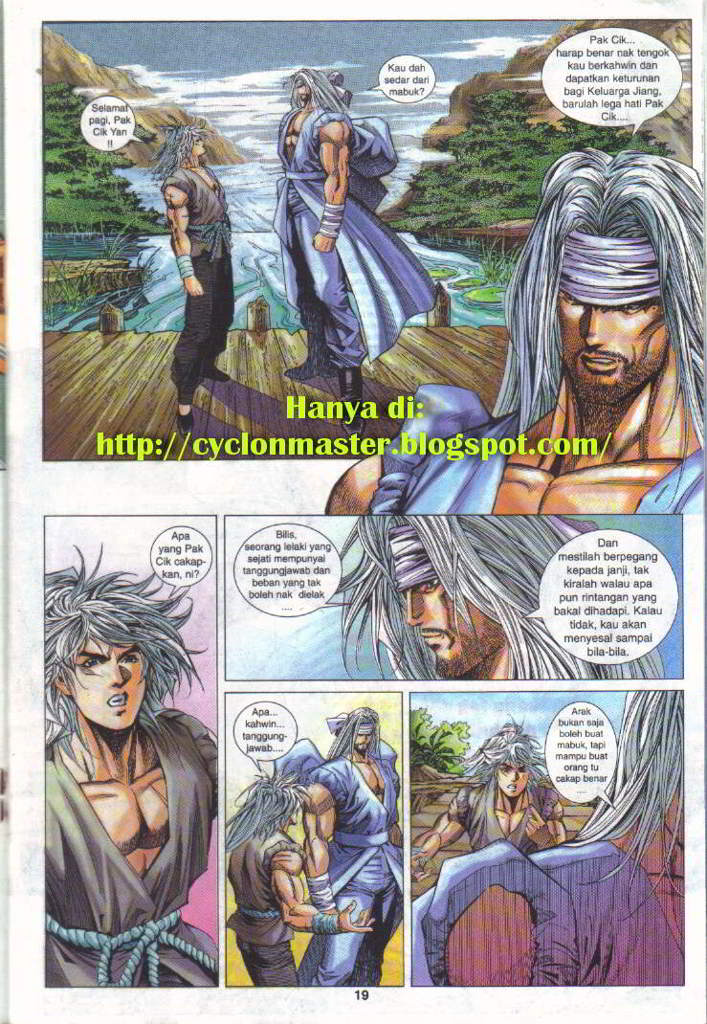 Selamat
pagi, Pak
Cik Yan
!!
Kau dah
sedar dari
mabuk?
Pak Cik...
harap benar nak tengok
kau berkahwin dan
dapatkan keturunan
bagi Keluarga Jiang,
barulah lega hati Pak
Cik....
Hanya di:
http://cyclonmaster.blogspot.com/
Apa
yang Pak
Cik cakap-
kan, ni?
Bilis,
seorang lelaki yang
sejati mempunyai
tanggungjawab dan
beban yang tak
boleh nak dielak
....
Dan
mestilah berpegang
kepada janji, tak
kiralah walau apa
pun rintangan yang
bakal dihadapi. Kalau
tidak, kau akan
menyesal sampai
bila-bila.
Apa...
kahwin...
tanggung-
jawab....
Arak
bukan saja
boleh buat
mabuk, tapi
mampu buat
orang tu
cakap benar
....
19